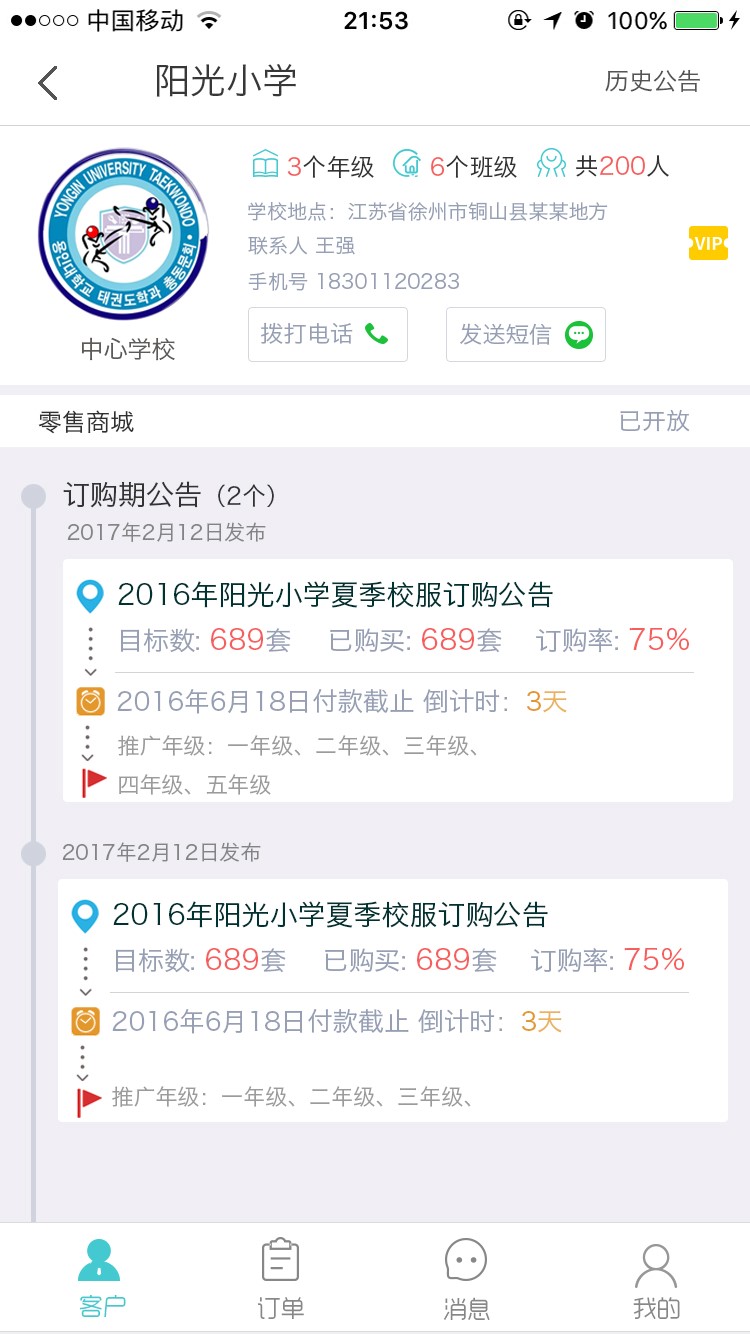 中国移动 21:53 100%
阳光小学 历史公告
YONGIN UNIVERSITY TAEKWONDO
용인대학교 태권도학과 총동문회
3个年级 6个班级 共200人
学校地点：江苏省徐州市铜山县某某地方
联系人 王强
VIP
手机号 18301120283
拨打电话 发送短信
中心学校
零售商城 已开放
订购期公告（2个）
2017年2月12日发布
2016年阳光小学夏季校服订购公告
目标数: 689套 已购买: 689套 订购率: 75%
2016年6月18日付款截止 倒计时：3天
推广年级：一年级、二年级、三年级、
四年级、五年级
2017年2月12日发布
2016年阳光小学夏季校服订购公告
目标数: 689套 已购买: 689套 订购率: 75%
2016年6月18日付款截止 倒计时：3天
推广年级：一年级、二年级、三年级、
客户 订单 消息 我的